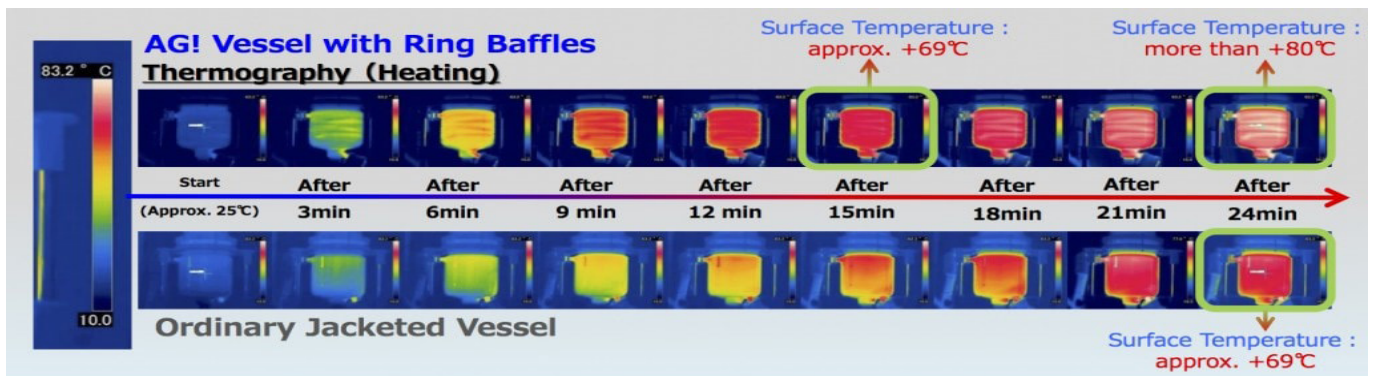 AG! Vessel with Ring Baffles
Thermography (Heating)
Surface Temperature :
approx. +69℃
Surface Temperature :
more than +80℃
83.2 ° C
10.0
Start
(Approx. 25℃)
After
3min
After
6min
After
9 min
After
12 min
After
15min
After
18min
After
21min
After
24min
Ordinary Jacketed Vessel
Surface Temperature :
approx. +69℃